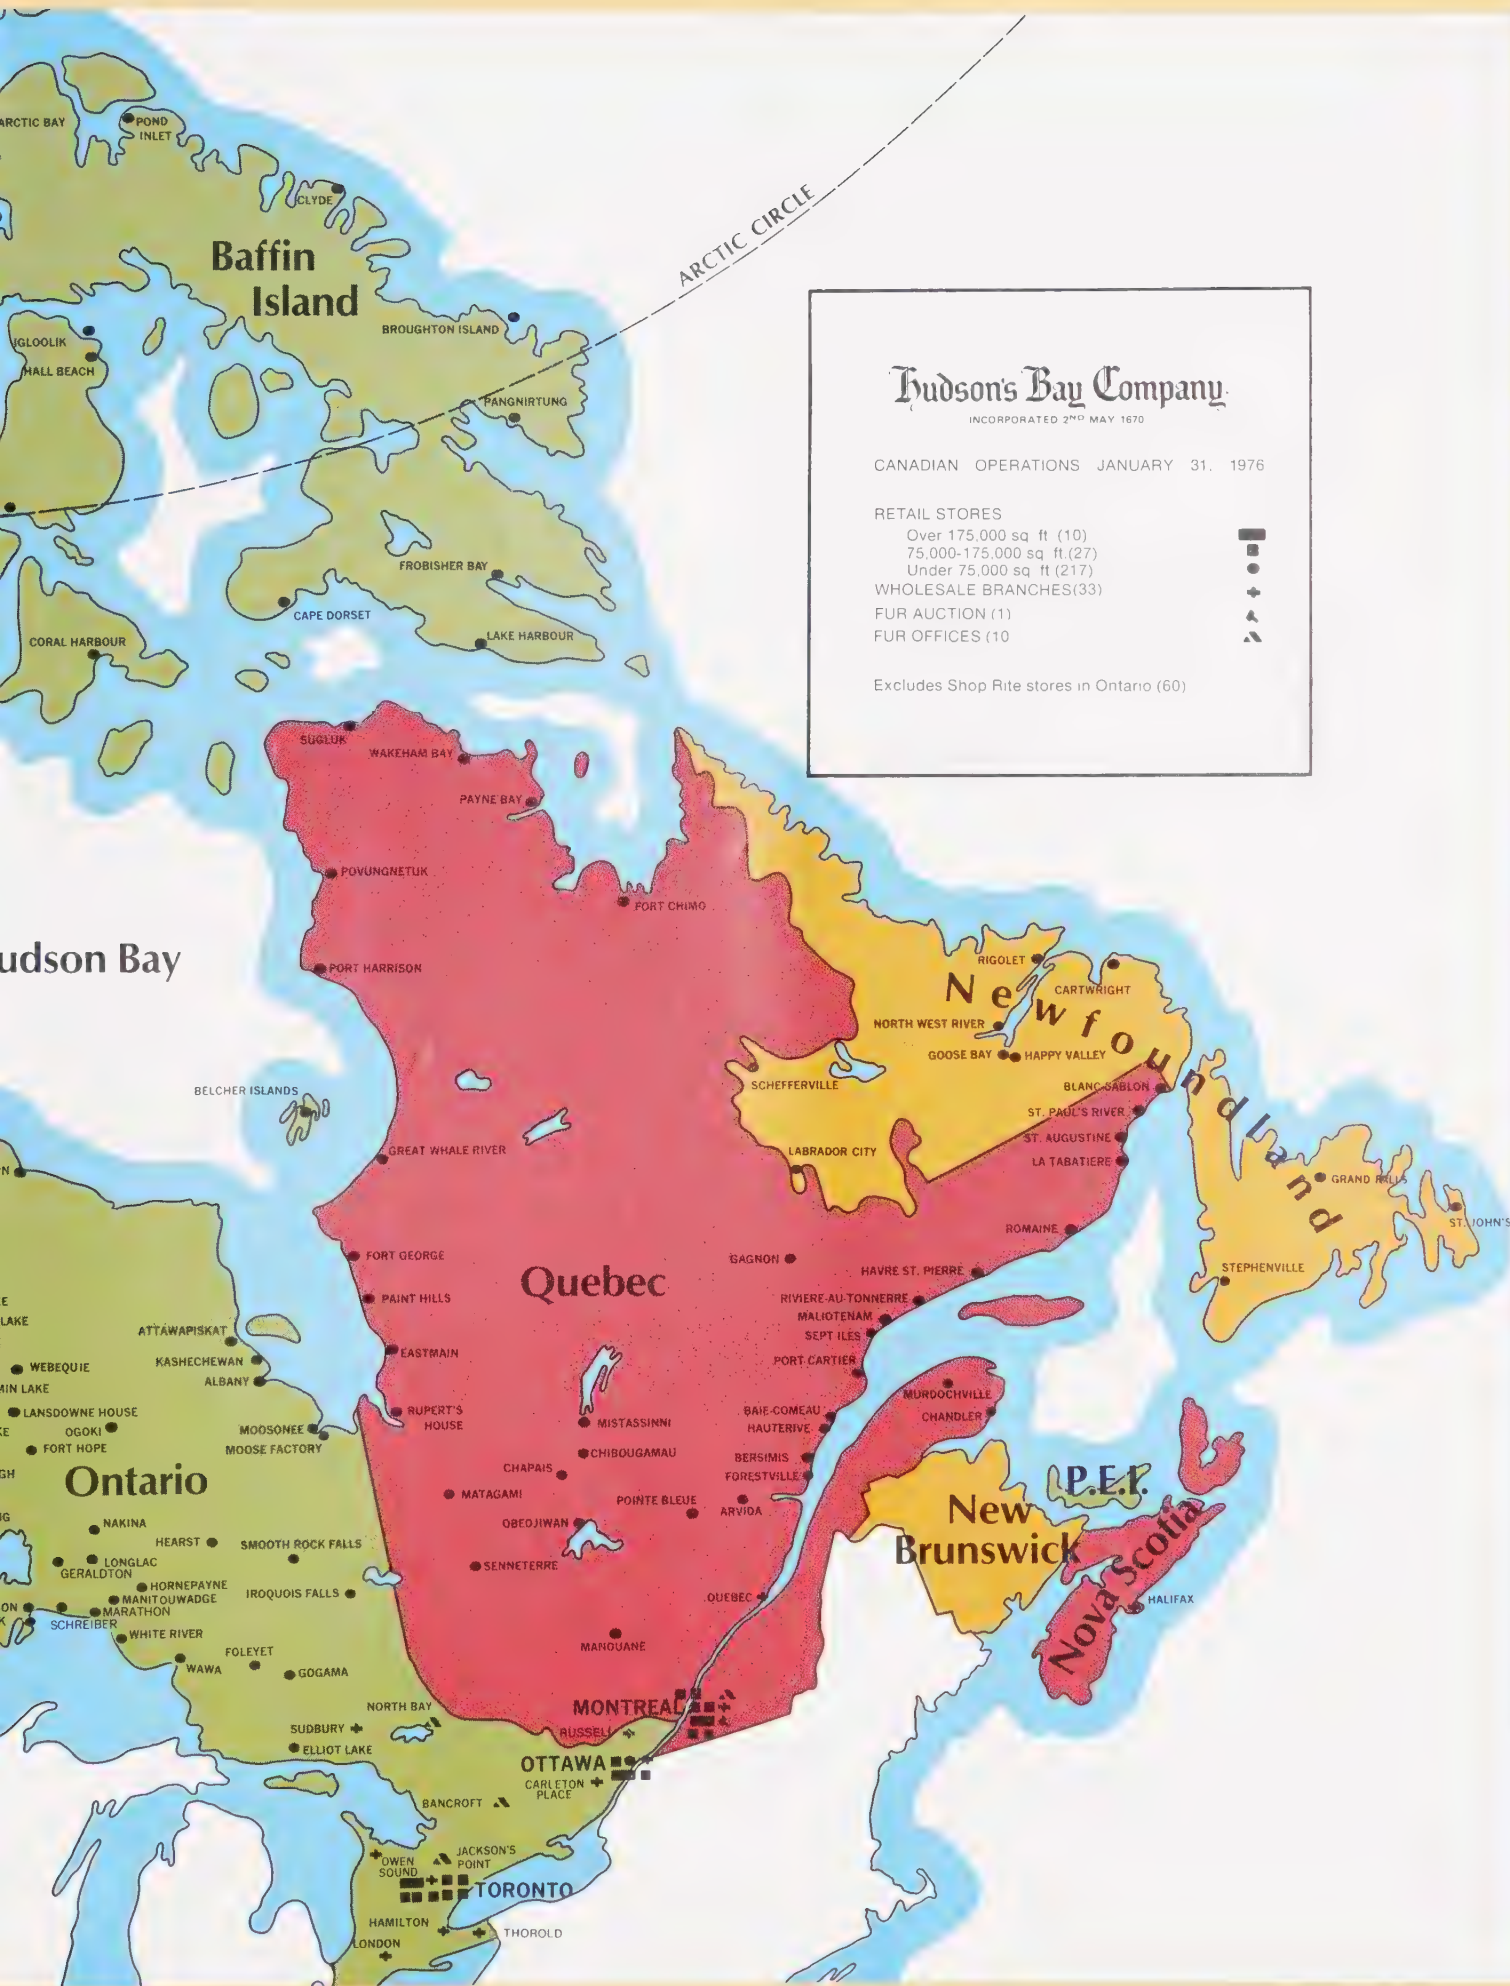 ARCTIC BAY
POND
INLET
CLYDE
ARCTIC CIRCLE
Baffin
Island
BROUGHTON ISLAND
IGLOOLIK
HALL BEACH
PANGNIRTUNG
FROBISHER BAY
CAPE DORSET
LAKE HARBOUR
CORAL HARBOUR
Hudson's Bay Company
INCORPORATED 2ND MAY 1670
CANADIAN OPERATIONS JANUARY 31, 1976
RETAIL STORES
Over 175,000 sq ft (10)
75,000-175,000 sq ft.(27)
Under 75,000 sq ft (217)
WHOLESALE BRANCHES(33)
FUR AUCTION (1)
FUR OFFICES (10
Excludes Shop Rite stores in Ontario (60)
SUGLUK
WAKEHAM BAY
PAYNE BAY
POVUNGNETUK
FORT CHIMO
udson Bay
PORT HARRISON
RIGOLET
CARTWRIGHT
Newfoundland
NORTH WEST RIVER
GOOSE BAY
HAPPY VALLEY
SCHEFFERVILLE
BLANC-SABLON
BELCHER ISLANDS
ST. PAUL'S RIVER
ST. AUGUSTINE
GREAT WHALE RIVER
LABRADOR CITY
LA TABATIERE
N
GRAND FALLS
ST. JOHN'S
ROMAINE
FORT GEORGE
GAGNON
HAVRE ST. PIERRE
STEPHENVILLE
Quebec
PAINT HILLS
RIVIERE-AU-TONNERRE
E
LAKE
MALIOTENAM
ATTAWAPISKAT
SEPT ILES
EASTMAIN
KASHECHEWAN
PORT CARTIER
WEBEQUIE
ALBANY
MIN LAKE
MURDOCHVILLE
LANSDOWNE HOUSE
RUPERT'S
HOUSE
BAIE-COMEAU
CHANDLER
KE
OGOKI
MOOSONEE
MISTASSINNI
HAUTERIVE
FORT HOPE
MOOSE FACTORY
CHIBOUGAMAU
BERSIMIS
GH
Ontario
CHAPAIS
FORESTVILLE
P.E.I.
MATAGAMI
POINTE BLEUE
ARVIDA
New
Brunswick
NG
NAKINA
OBEDJIWAN
Nova Scotia
HEARST
SMOOTH ROCK FALLS
LONGLAC
GERALDTON
SENNETERRE
HORNEPAYNE
IROQUOIS FALLS
MANITOUWADGE
QUEBEC
HALIFAX
ON
MARATHON
K
SCHREIBER
WHITE RIVER
MANOUANE
FOLEYET
WAWA
GOGAMA
NORTH BAY
MONTREAL
SUDBURY
RUSSELL
ELLIOT LAKE
OTTAWA
CARLETON
PLACE
BANCROFT
JACKSON'S
POINT
OWEN
SOUND
TORONTO
HAMILTON
THOROLD
LONDON